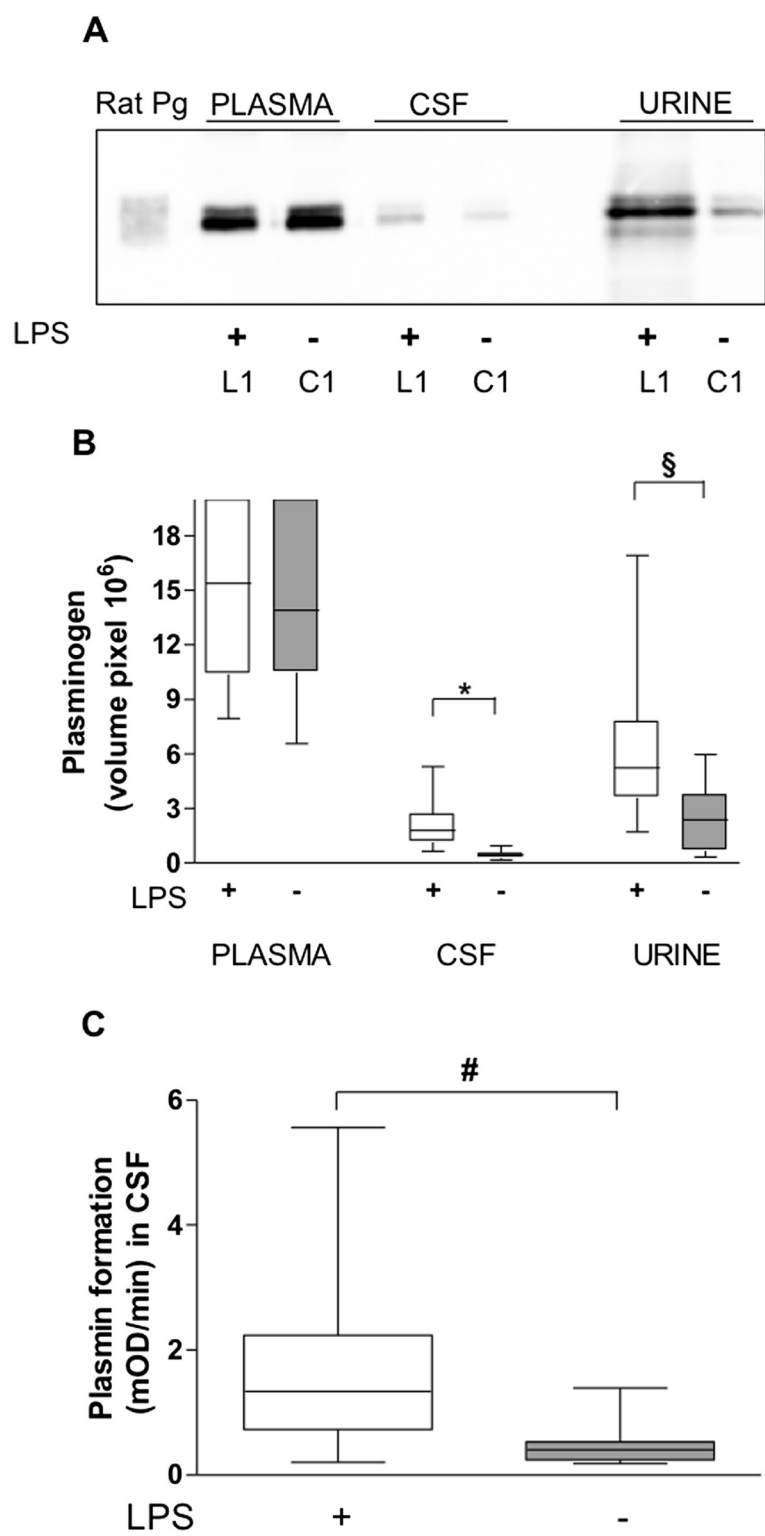 A
Rat Pg PLASMA CSF URINE
LPS + - + - + -
L1 C1 L1 C1 L1 C1
B
§
*
Plasminogen
(volume pixel 10⁶)
18
15
12
9
6
3
0
LPS + - + - + -
PLASMA CSF URINE
C
#
Plasmin formation
(mOD/min) in CSF
6
4
2
0
LPS + -